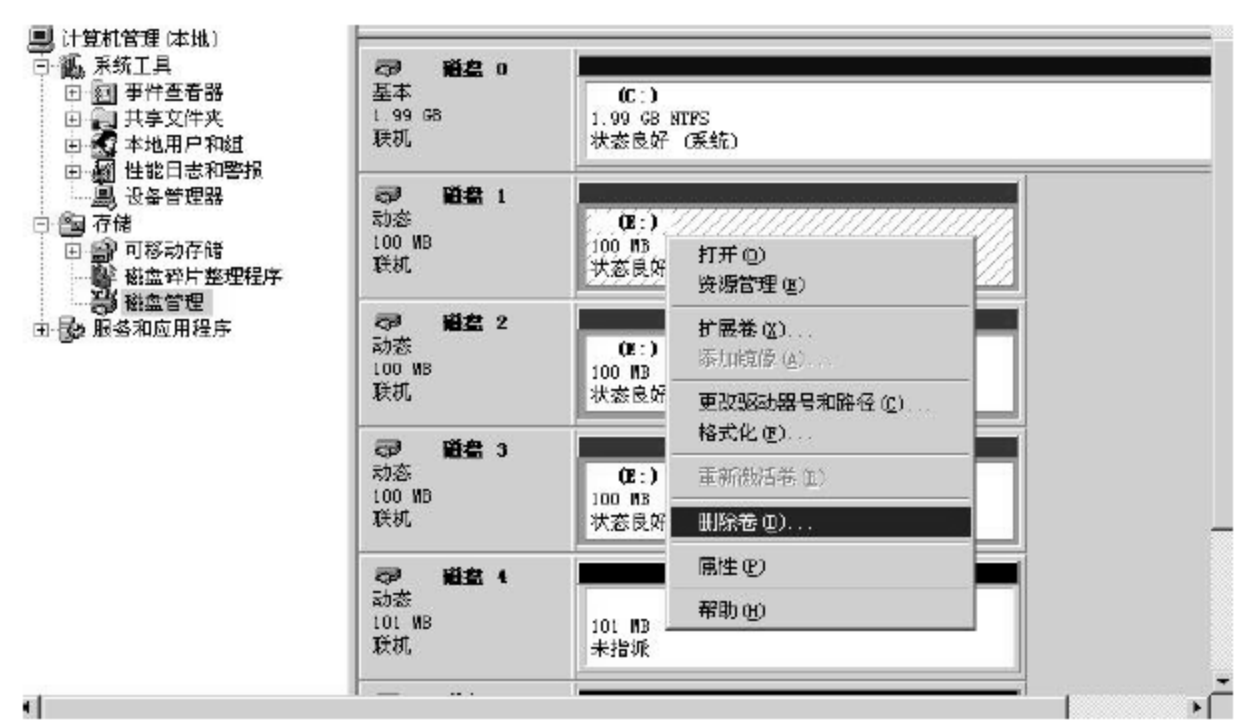 计算机管理(本地)
系统工具
事件查看器
共享文件夹
本地用户和组
性能日志和警报
设备管理器
存储
可移动存储
磁盘碎片整理程序
磁盘管理
服务和应用程序
磁盘 0
基本
1.99 GB
联机
(C:)
1.99 GB NTFS
状态良好 (系统)
磁盘 1
动态
100 MB
联机
(E:)
100 MB
状态良好
磁盘 2
动态
100 MB
联机
(E:)
100 MB
状态良好
磁盘 3
动态
100 MB
联机
(E:)
100 MB
状态良好
磁盘 4
动态
101 MB
联机
101 MB
未指派
打开(O)
资源管理(E)
扩展卷(X)...
添加镜像(A)...
更改驱动器号和路径(C)...
格式化(F)...
重新激活卷(R)
删除卷(D)...
属性(P)
帮助(H)